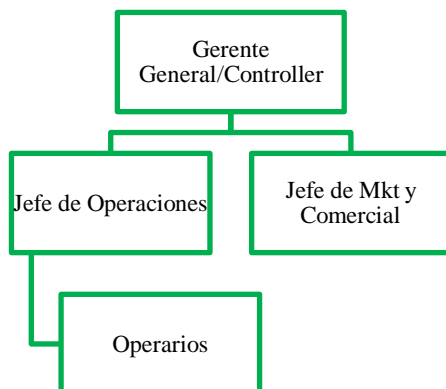 Gerente
General/Controller
Jefe de Operaciones
Jefe de Mkt y
Comercial
Operarios